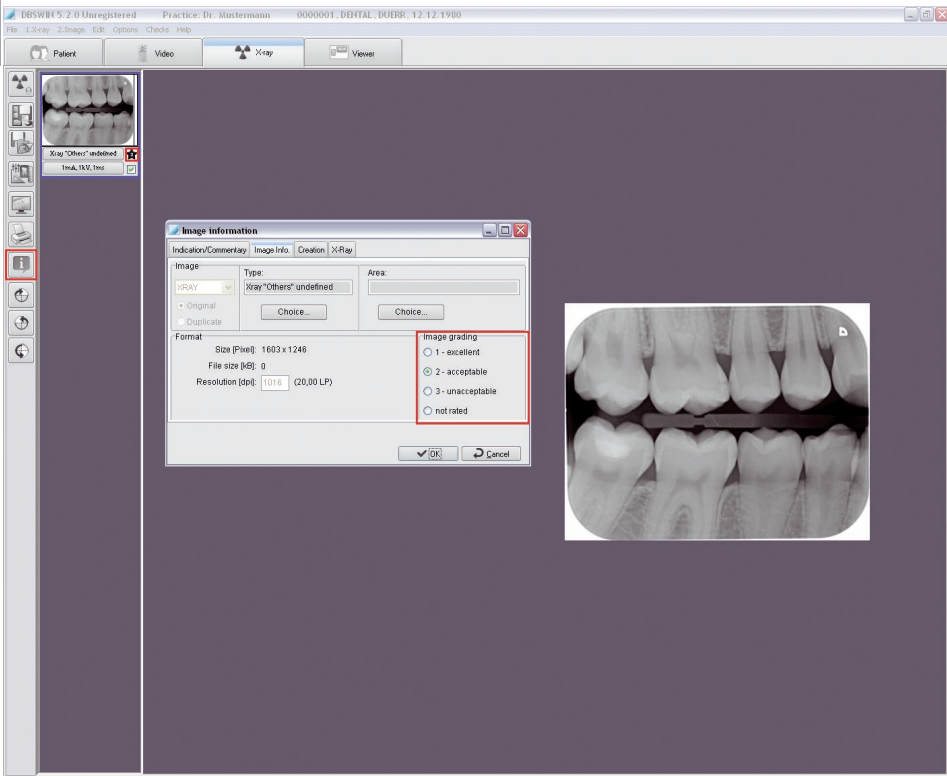 DBSWIN 5.2.0 Unregistered Practice: Dr. Mustermann 0000001, DENTAL, DUERR, 12.12.1980
File 1.X-ray 2.Image Edit Options Checks Help
Patient Video X-ray Viewer
Xray "Others" undefined
1mA, 1kV, 1ms
Image information
Indication/Commentary Image Info. Creation X-Ray
Image
XRAY
Original
Duplicate
Type:
Xray "Others" undefined
Choice...
Area:
Choice...
Format
Size [Pixel]: 1603 x 1246
File size [kB]: 0
Resolution [dpi]: 1016 (20,00 LP)
Image grading
1 - excellent
2 - acceptable
3 - unacceptable
not rated
OK Cancel